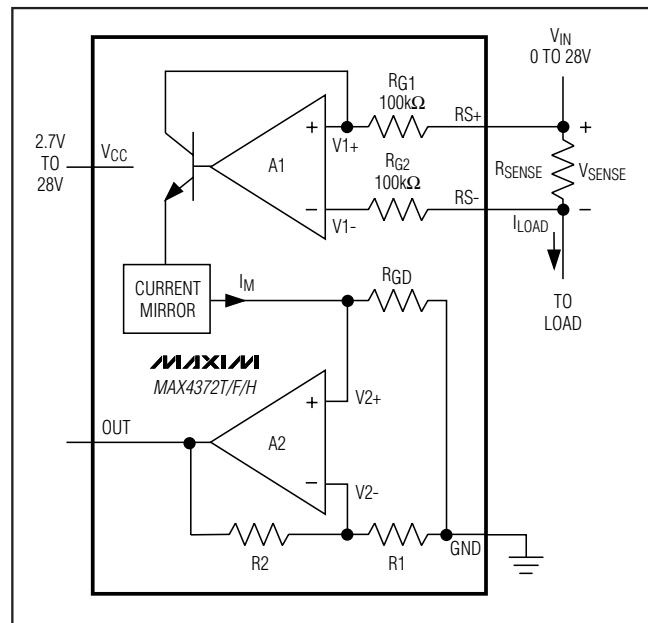 VIN
0 TO 28V
RG1
100kΩ
RS+
+
V1+
A1
2.7V
TO
28V
VCC
RG2
100kΩ
RSENSE
VSENSE
−
V1-
RS-
ILOAD
−
CURRENT
MIRROR
IM
RGD
TO
LOAD
MAXIM
MAX4372T/F/H
+
V2+
OUT
A2
−
V2-
R2
R1
GND
+